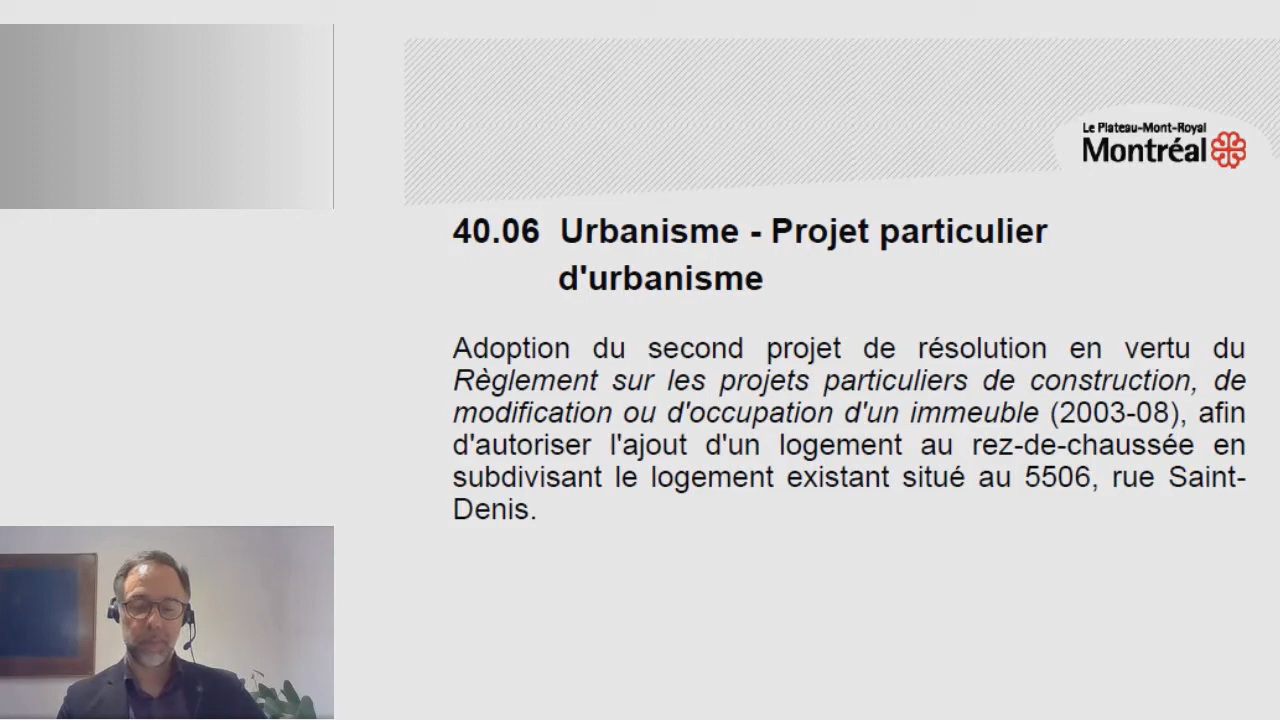 Le Plateau-Mont-Royal
Montréal
40.06 Urbanisme - Projet particulier
d'urbanisme
Adoption du second projet de résolution en vertu du
Règlement sur les projets particuliers de construction, de
modification ou d'occupation d'un immeuble (2003-08), afin
d'autoriser l'ajout d'un logement au rez-de-chaussée en
subdivisant le logement existant situé au 5506, rue Saint-
Denis.